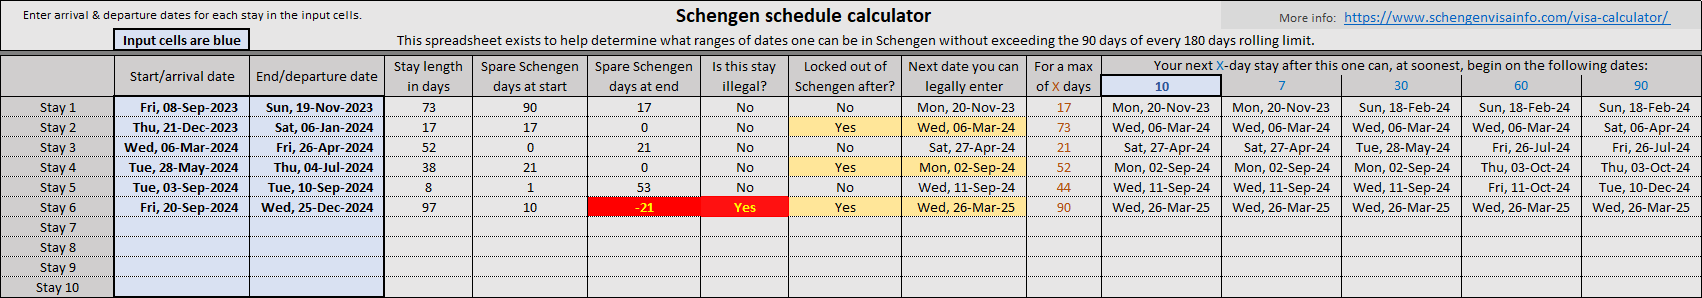 Enter arrival & departure dates for each stay in the input cells.
Schengen schedule calculator
More info: https://www.schengenvisainfo.com/visa-calculator/
Input cells are blue
This spreadsheet exists to help determine what ranges of dates one can be in Schengen without exceeding the 90 days of every 180 days rolling limit.
Start/arrival date End/departure date Stay length in days Spare Schengen days at start Spare Schengen days at end Is this stay illegal? Locked out of Schengen after? Next date you can legally enter For a max of X days Your next X-day stay after this one can, at soonest, begin on the following dates:
10 7 30 60 90
Stay 1 Fri, 08-Sep-2023 Sun, 19-Nov-2023 73 90 17 No No Mon, 20-Nov-23 17 Mon, 20-Nov-23 Mon, 20-Nov-23 Sun, 18-Feb-24 Sun, 18-Feb-24 Sun, 18-Feb-24
Stay 2 Thu, 21-Dec-2023 Sat, 06-Jan-2024 17 17 0 No Yes Wed, 06-Mar-24 73 Wed, 06-Mar-24 Wed, 06-Mar-24 Wed, 06-Mar-24 Wed, 06-Mar-24 Sat, 06-Apr-24
Stay 3 Wed, 06-Mar-2024 Fri, 26-Apr-2024 52 0 21 No No Sat, 27-Apr-24 21 Sat, 27-Apr-24 Sat, 27-Apr-24 Tue, 28-May-24 Fri, 26-Jul-24 Fri, 26-Jul-24
Stay 4 Tue, 28-May-2024 Thu, 04-Jul-2024 38 21 0 No Yes Mon, 02-Sep-24 52 Mon, 02-Sep-24 Mon, 02-Sep-24 Mon, 02-Sep-24 Thu, 03-Oct-24 Thu, 03-Oct-24
Stay 5 Tue, 03-Sep-2024 Tue, 10-Sep-2024 8 1 53 No No Wed, 11-Sep-24 44 Wed, 11-Sep-24 Wed, 11-Sep-24 Wed, 11-Sep-24 Fri, 11-Oct-24 Tue, 10-Dec-24
Stay 6 Fri, 20-Sep-2024 Wed, 25-Dec-2024 97 10 -21 Yes Yes Wed, 26-Mar-25 90 Wed, 26-Mar-25 Wed, 26-Mar-25 Wed, 26-Mar-25 Wed, 26-Mar-25 Wed, 26-Mar-25
Stay 7
Stay 8
Stay 9
Stay 10